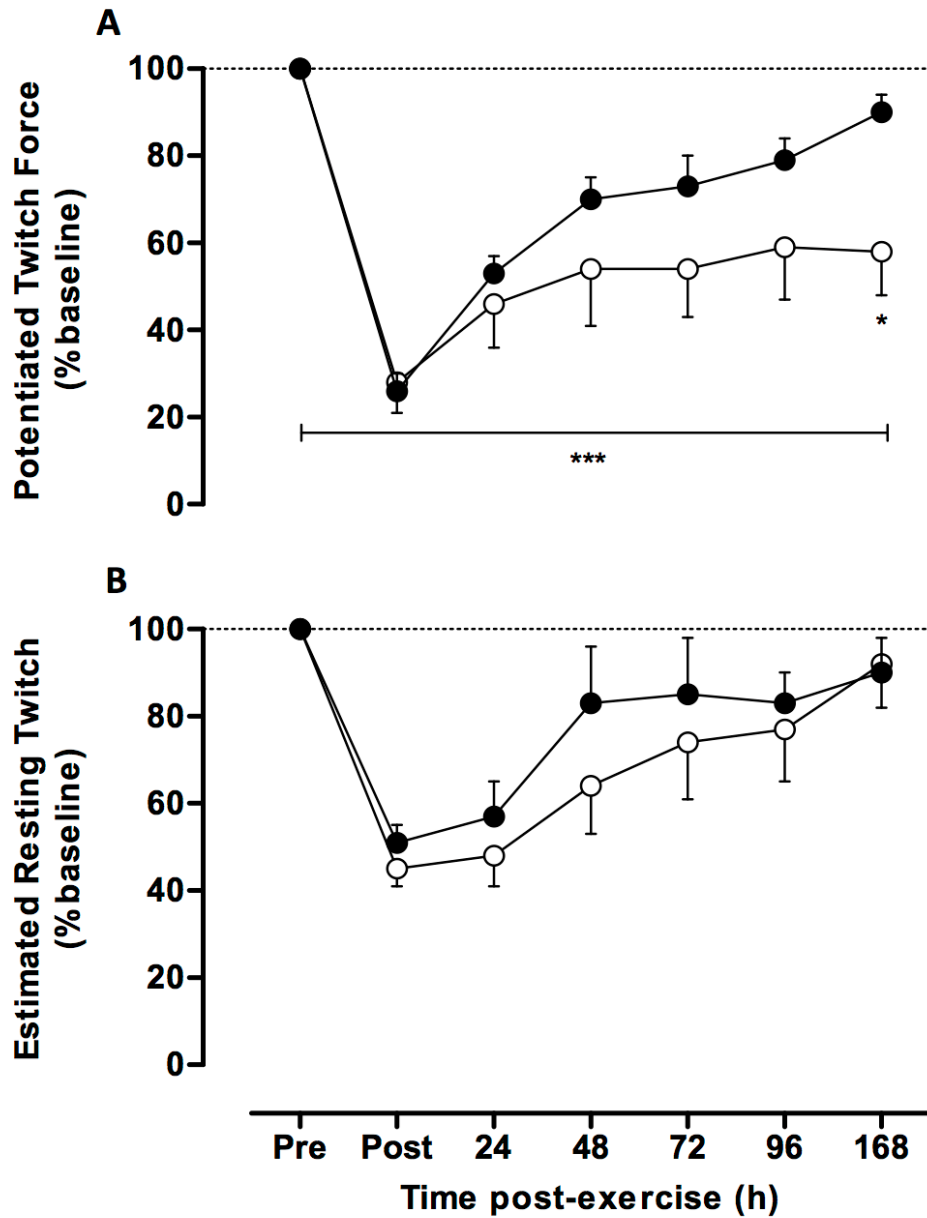 A
Potentiated Twitch Force
(%baseline)
100
80
60
40
20
0
*
***
B
Estimated Resting Twitch
(%baseline)
100
80
60
40
20
0
Pre Post 24 48 72 96 168
Time post-exercise (h)